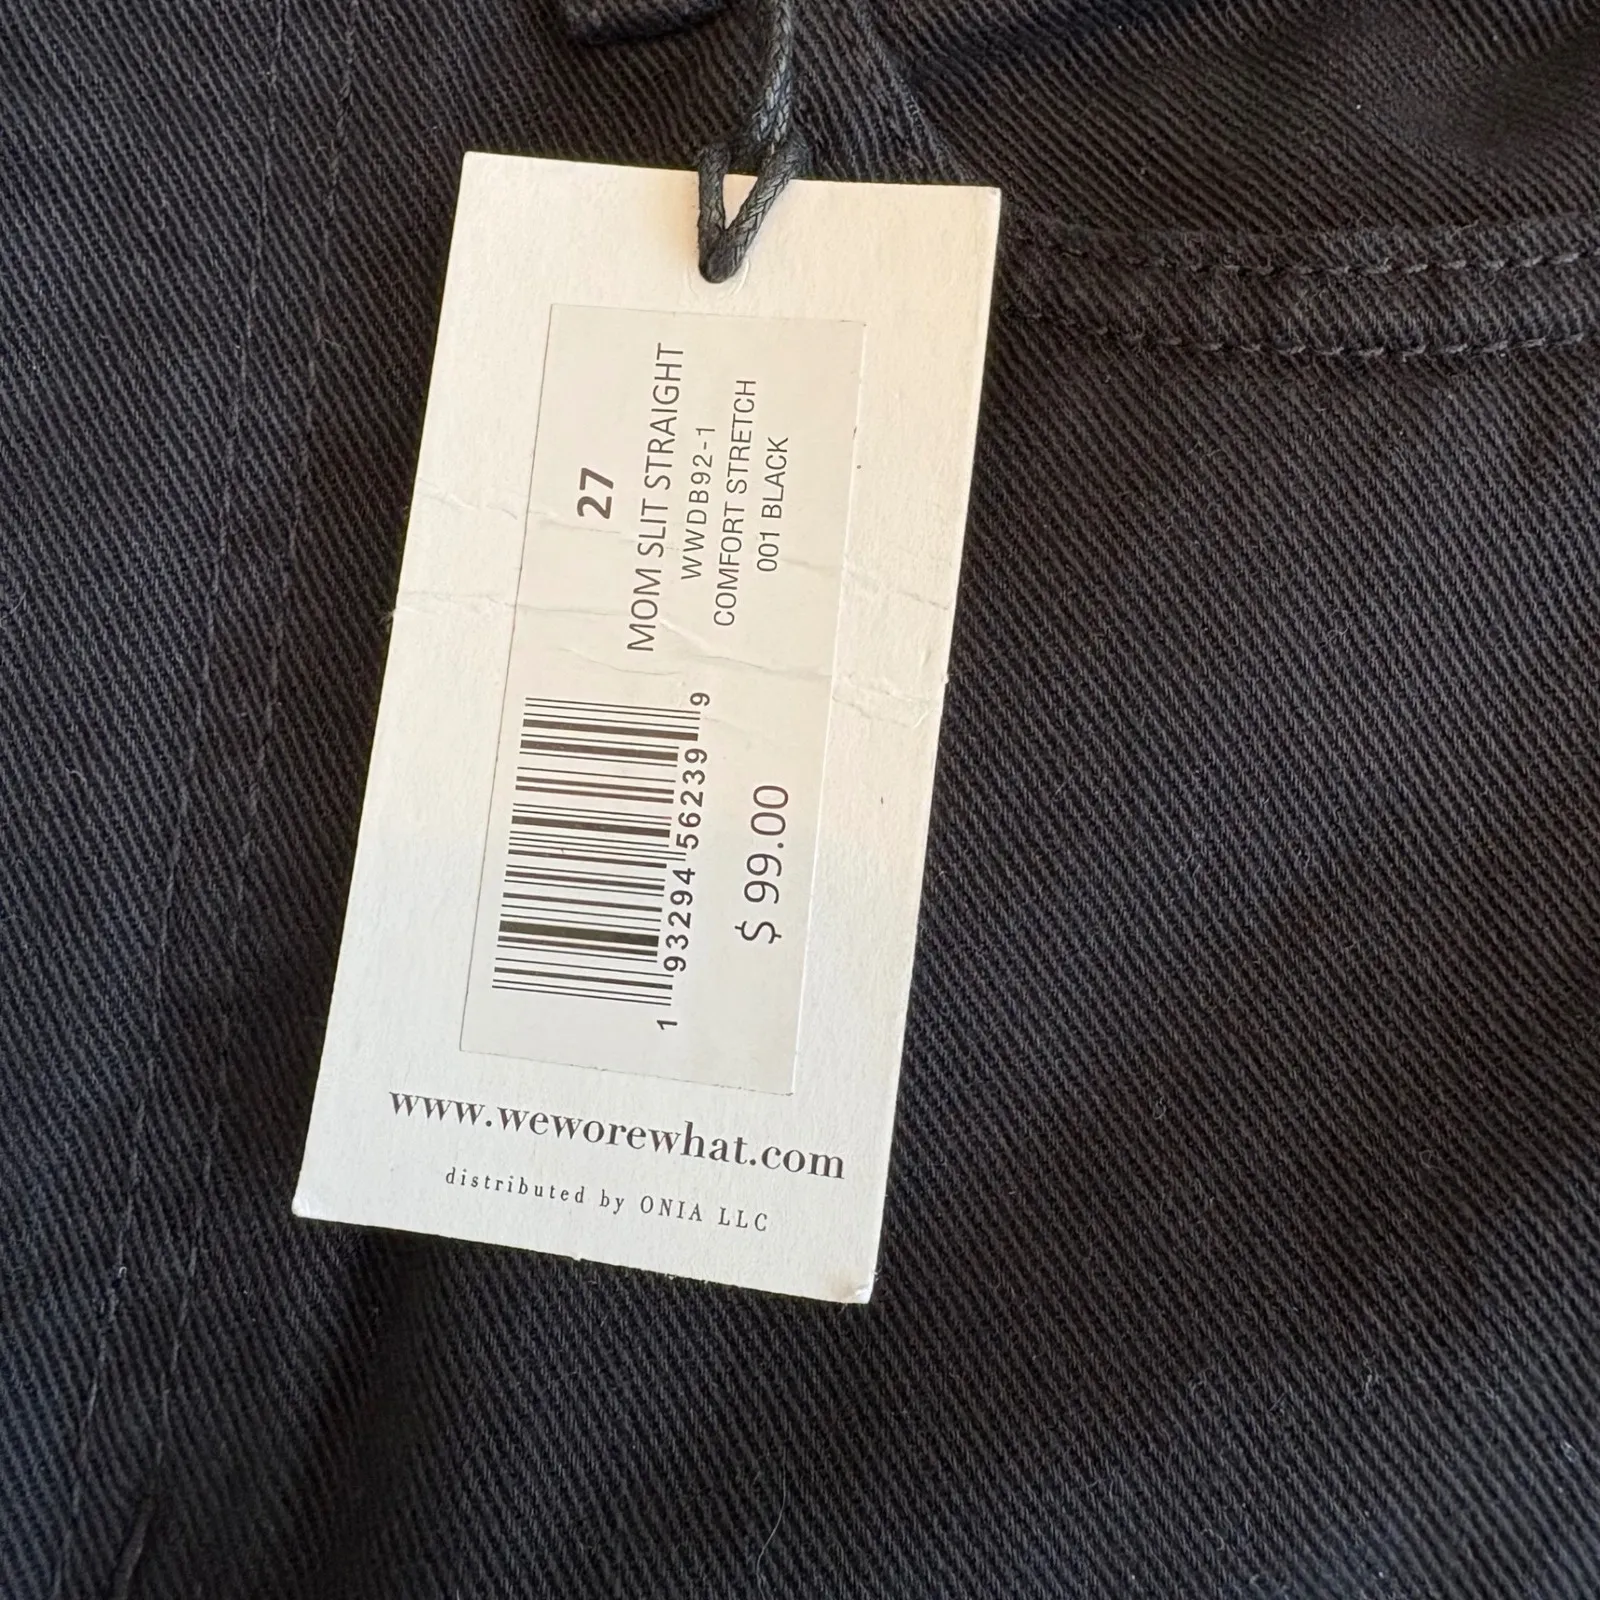 27
MOM SLIT STRAIGHT
WWDB92-1
COMFORT STRETCH
001 BLACK
1 93294 56239 9
$ 99.00
www.weworewhat.com
distributed by ONIA LLC